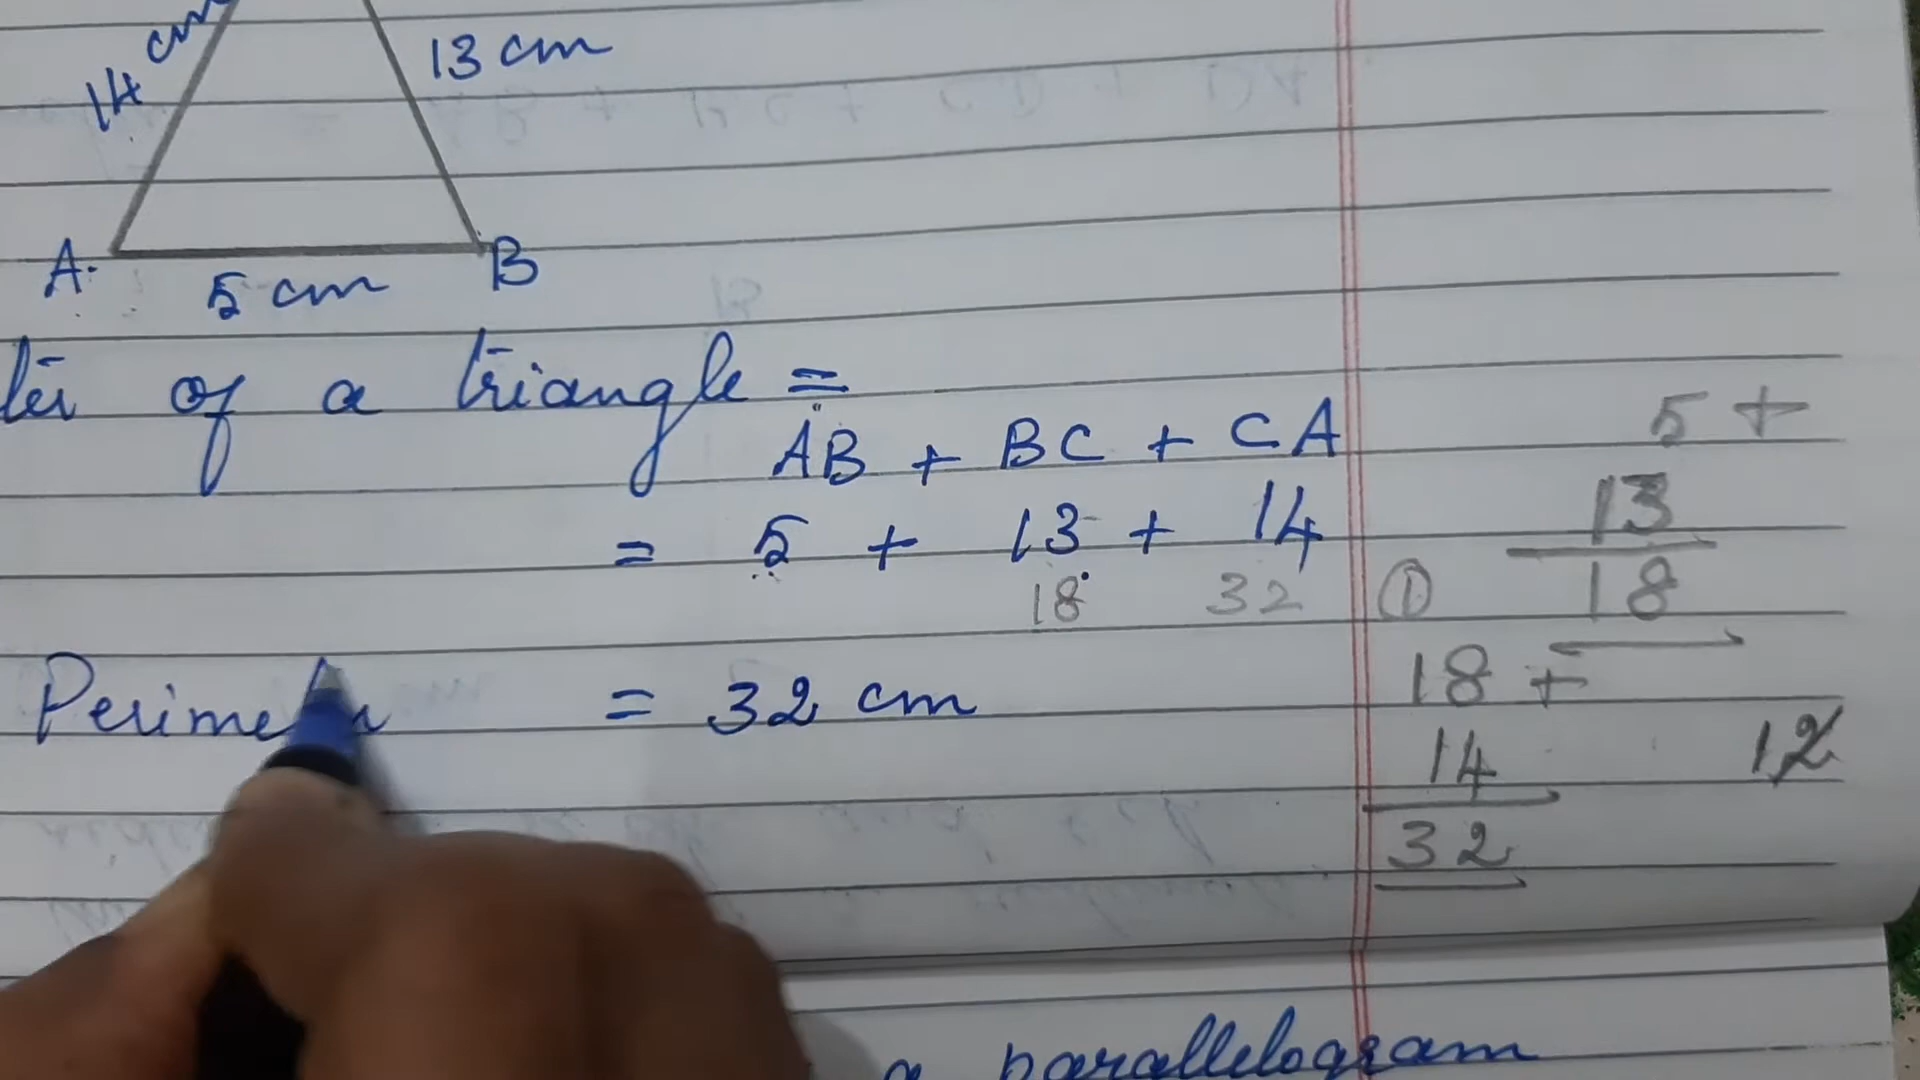 14 cm
13 cm
A B
5 cm
of a triangle =
AB + BC + CA
= 5 + 13 + 14
18 32
= 32 cm
5 +
13
1 18
18 +
14
32
12
a parallelogram